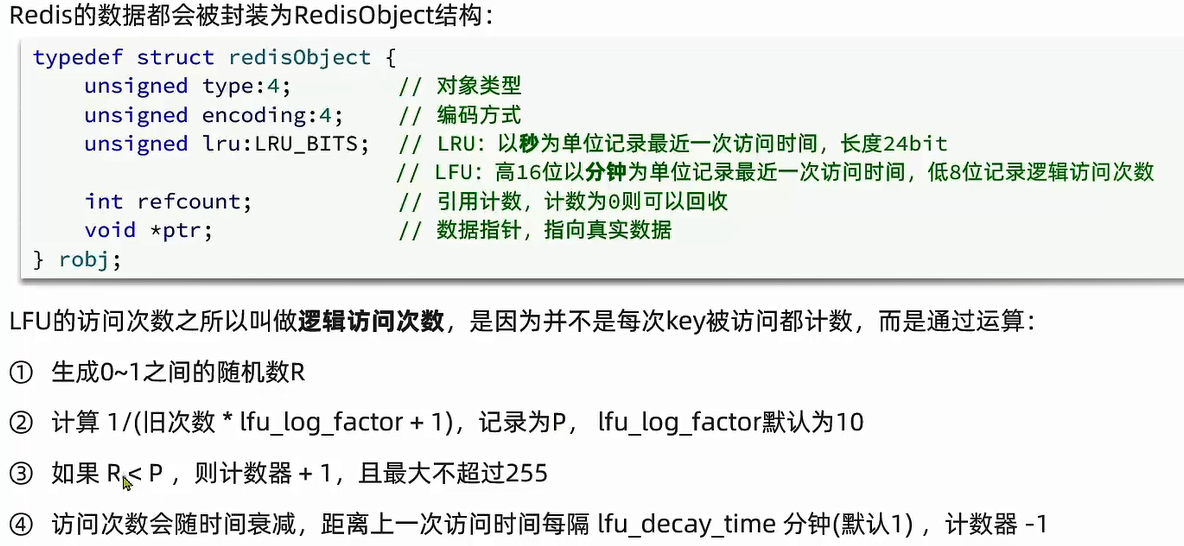 Redis的数据都会被封装为RedisObject结构：
typedef struct redisObject {
unsigned type:4; // 对象类型
unsigned encoding:4; // 编码方式
unsigned lru:LRU_BITS; // LRU：以秒为单位记录最近一次访问时间，长度24bit
// LFU：高16位以分钟为单位记录最近一次访问时间，低8位记录逻辑访问次数
int refcount; // 引用计数，计数为0则可以回收
void *ptr; // 数据指针，指向真实数据
} robj;
LFU的访问次数之所以叫做逻辑访问次数，是因为并不是每次key被访问都计数，而是通过运算：
① 生成0~1之间的随机数R
② 计算 1/(旧次数 * lfu_log_factor + 1)，记录为P， lfu_log_factor默认为10
③ 如果 R < P ，则计数器 + 1，且最大不超过255
④ 访问次数会随时间衰减，距离上一次访问时间每隔 lfu_decay_time 分钟(默认1) ，计数器 -1